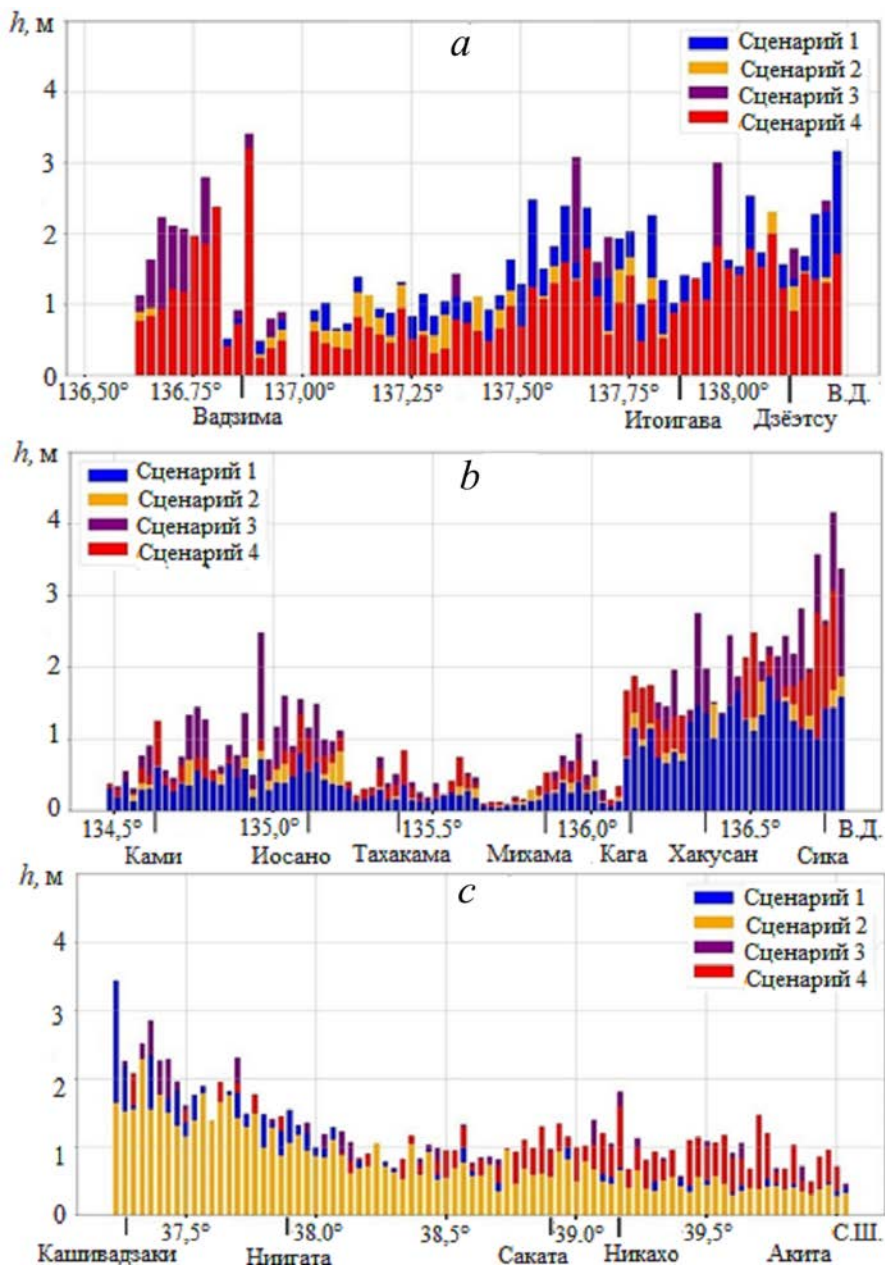 h, м
a
Сценарий 1
Сценарий 2
Сценарий 3
Сценарий 4
4
3
2
1
0
136,50° 136,75° 137,00° 137,25° 137,50° 137,75° 138,00° В.Д.
Вадзима Итоигава Дзёэтсу
h, м
b
Сценарий 1
Сценарий 2
Сценарий 3
Сценарий 4
4
3
2
1
0
134,5° 135,0° 135,5° 136.0° 136,5° В.Д.
Ками Иосано Тахакама Михама Кага Хакусан Сика
h, м
c
Сценарий 1
Сценарий 2
Сценарий 3
Сценарий 4
4
3
2
1
0
37,5° 38.0° 38,5° 39.0° 39,5° С.Ш.
Кашивадзаки Ниигата Саката Никахо Акита